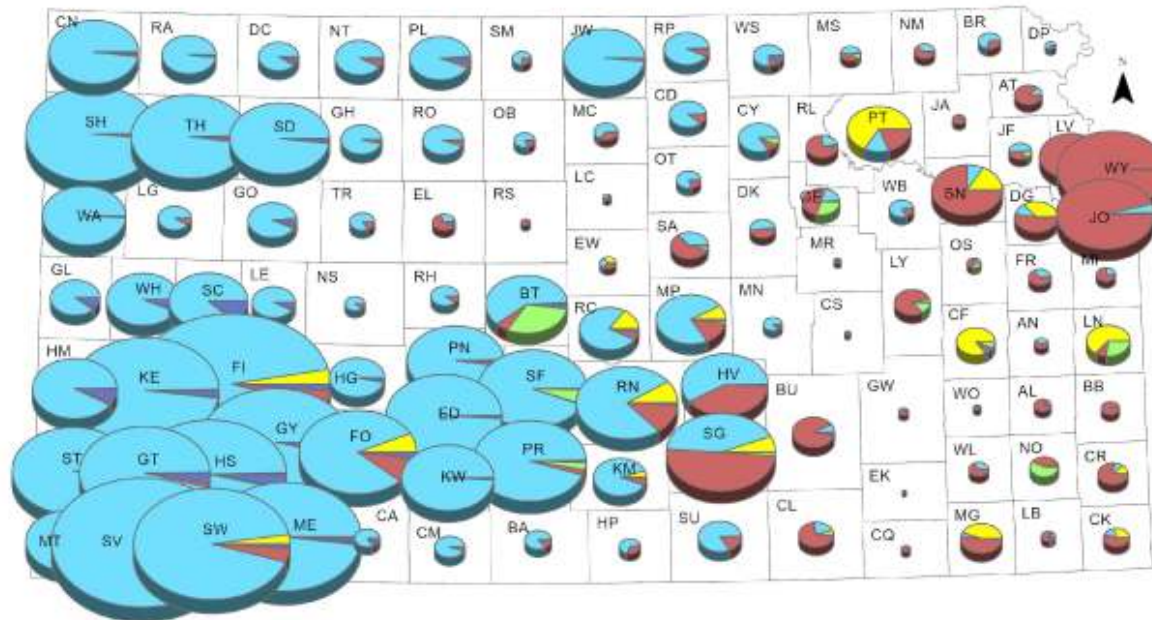 CN RA DC NT PL SM JW RP WS MS NM BR DP
N
SH TH SD GH RO OB MC CD CY RL PT JA AT JF LV WY
WA LG GO TR EL RS LC OT DK GE WB SN DG JO
EW SA MR LY OS FR MI
GL WH SC LE NS RH BT RC MP MN CS CF AN LN
HM KE FI HG PN SF RN HV BU GW WO AL BB
ST GT HS GY FO ED KW PR KM SG EK WL NO CR
MT SV SW ME CA CM BA HP SU CL CQ MG LB CK